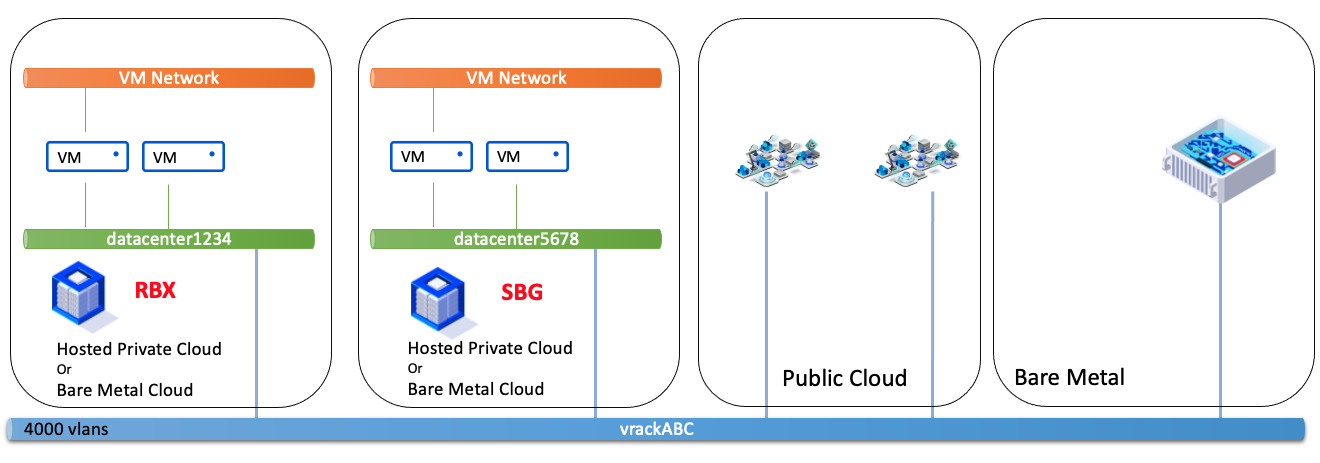 VM Network
VM
VM
datacenter1234
RBX
Hosted Private Cloud
Or
Bare Metal Cloud
VM Network
VM
VM
datacenter5678
SBG
Hosted Private Cloud
Or
Bare Metal Cloud
Public Cloud
Bare Metal
4000 vlans
vrackABC